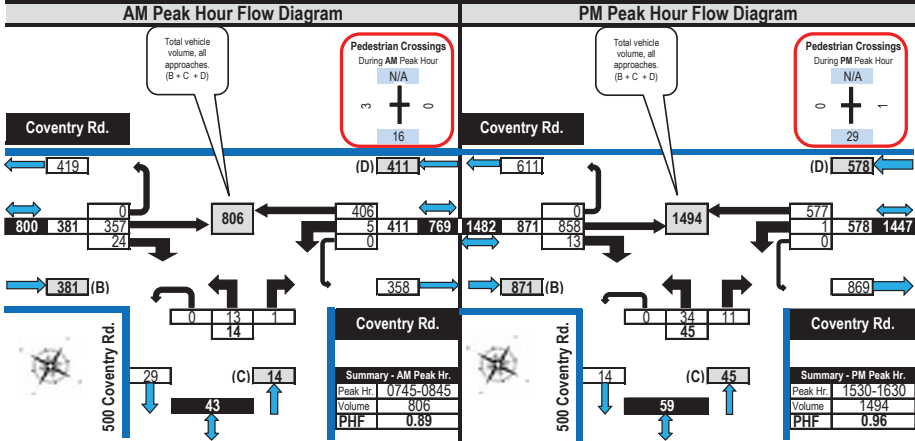 AM Peak Hour Flow Diagram
Total vehicle
volume, all
approaches.
(B + C + D)
Pedestrian Crossings
During AM Peak Hour
N/A
3 0
16
Coventry Rd.
419
(D) 411
0
800 381 357
24
806
406
5 411 769
0
381 (B)
358
0 13 1
14
500 Coventry Rd.
29
(C) 14
43
Coventry Rd.
Summary - AM Peak Hr.
Peak Hr. 0745-0845
Volume 806
PHF 0.89
PM Peak Hour Flow Diagram
Total vehicle
volume, all
approaches.
(B + C + D)
Pedestrian Crossings
During PM Peak Hour
N/A
0 1
29
Coventry Rd.
611
(D) 578
0
1482 871 858
13
1494
577
1 578 1447
0
871 (B)
869
0 34 11
45
500 Coventry Rd.
14
(C) 45
59
Coventry Rd.
Summary - PM Peak Hr.
Peak Hr. 1530-1630
Volume 1494
PHF 0.96